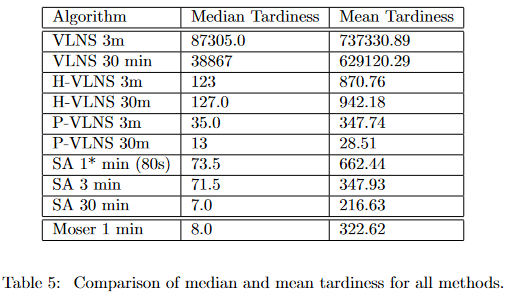 Algorithm Median Tardiness Mean Tardiness
VLNS 3m 87305.0 737330.89
VLNS 30 min 38867 629120.29
H-VLNS 3m 123 870.76
H-VLNS 30m 127.0 942.18
P-VLNS 3m 35.0 347.74
P-VLNS 30m 13 28.51
SA 1* min (80s) 73.5 662.44
SA 3 min 71.5 347.93
SA 30 min 7.0 216.63
Moser 1 min 8.0 322.62
Table 5: Comparison of median and mean tardiness for all methods.